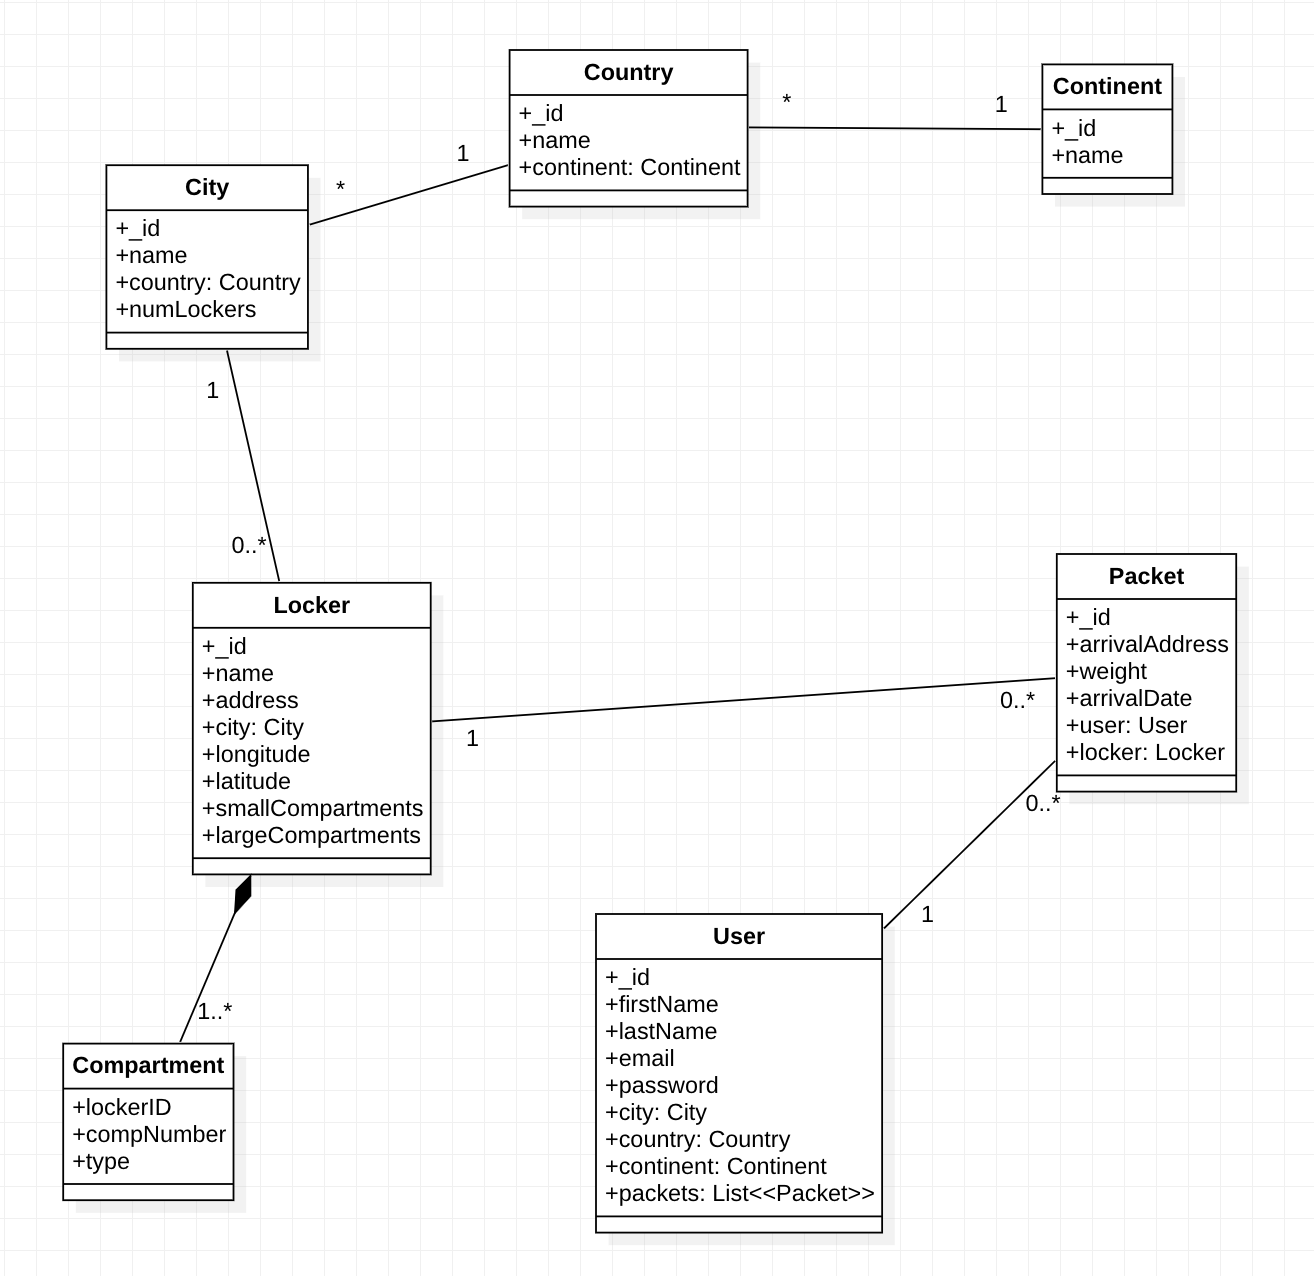 Country
+_id
+name
+continent: Continent
*
1
Continent
+_id
+name
1
*
City
+_id
+name
+country: Country
+numLockers
1
0..*
Locker
+_id
+name
+address
+city: City
+longitude
+latitude
+smallCompartments
+largeCompartments
1
0..*
Packet
+_id
+arrivalAddress
+weight
+arrivalDate
+user: User
+locker: Locker
0..*
1
User
+_id
+firstName
+lastName
+email
+password
+city: City
+country: Country
+continent: Continent
+packets: List<<Packet>>
1..*
Compartment
+lockerID
+compNumber
+type